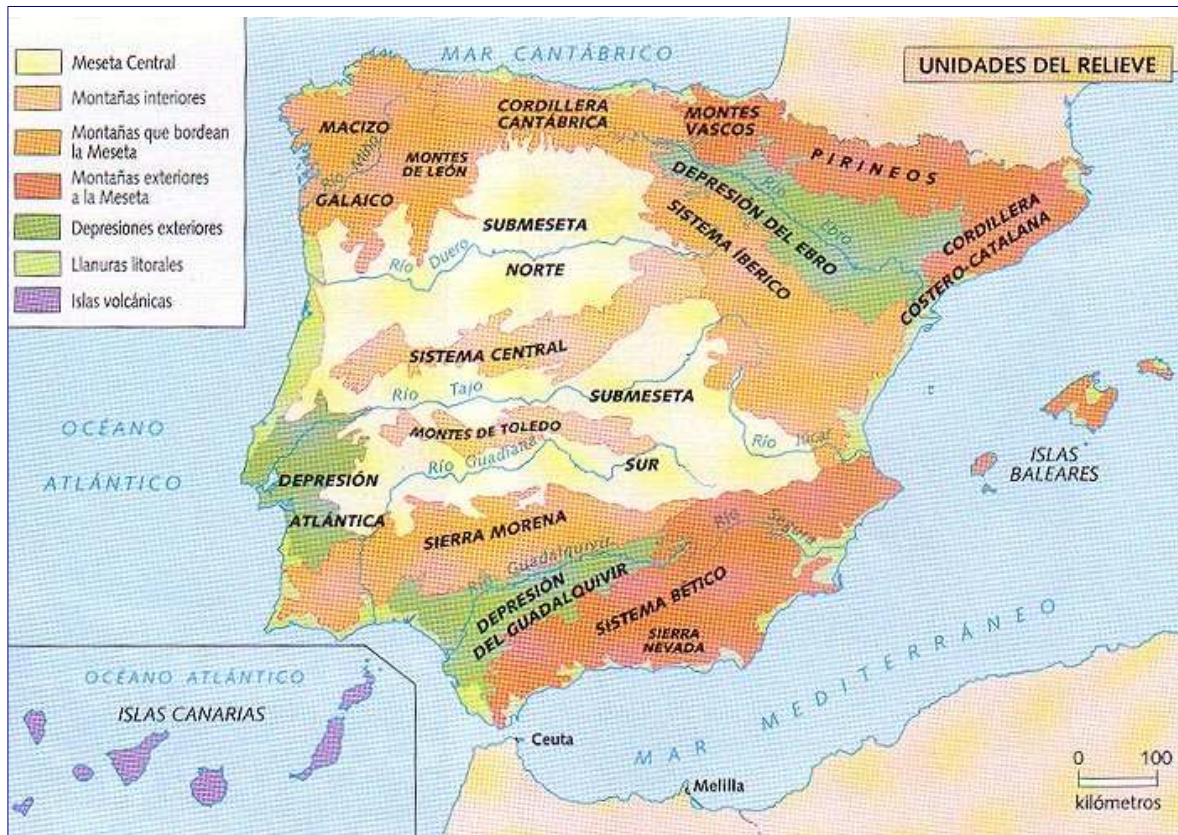 MAR CANTÁBRICO
UNIDADES DEL RELIEVE
Meseta Central
Montañas interiores
Montañas que bordean
la Meseta
Montañas exteriores
a la Meseta
Depresiones exteriores
Llanuras litorales
Islas volcánicas
MACIZO
GALAICO
Río Miño
MONTES
DE LEÓN
CORDILLERA
CANTÁBRICA
MONTES
VASCOS
PIRINEOS
DEPRESIÓN DEL EBRO
Río Ebro
SISTEMA IBÉRICO
CORDILLERA
COSTERO-CATALANA
SUBMESETA
NORTE
Río Duero
SISTEMA CENTRAL
Río Tajo
SUBMESETA
SUR
MONTES DE TOLEDO
Río Guadiana
Río Júcar
OCÉANO
ATLÁNTICO
DEPRESIÓN
ATLÁNTICA
ISLAS
BALEARES
SIERRA MORENA
Río Segura
Río Guadalquivir
DEPRESIÓN
DEL GUADALQUIVIR
SISTEMA BÉTICO
SIERRA
NEVADA
MAR MEDITERRÁNEO
OCÉANO ATLÁNTICO
ISLAS CANARIAS
Ceuta
Melilla
0 100
kilómetros